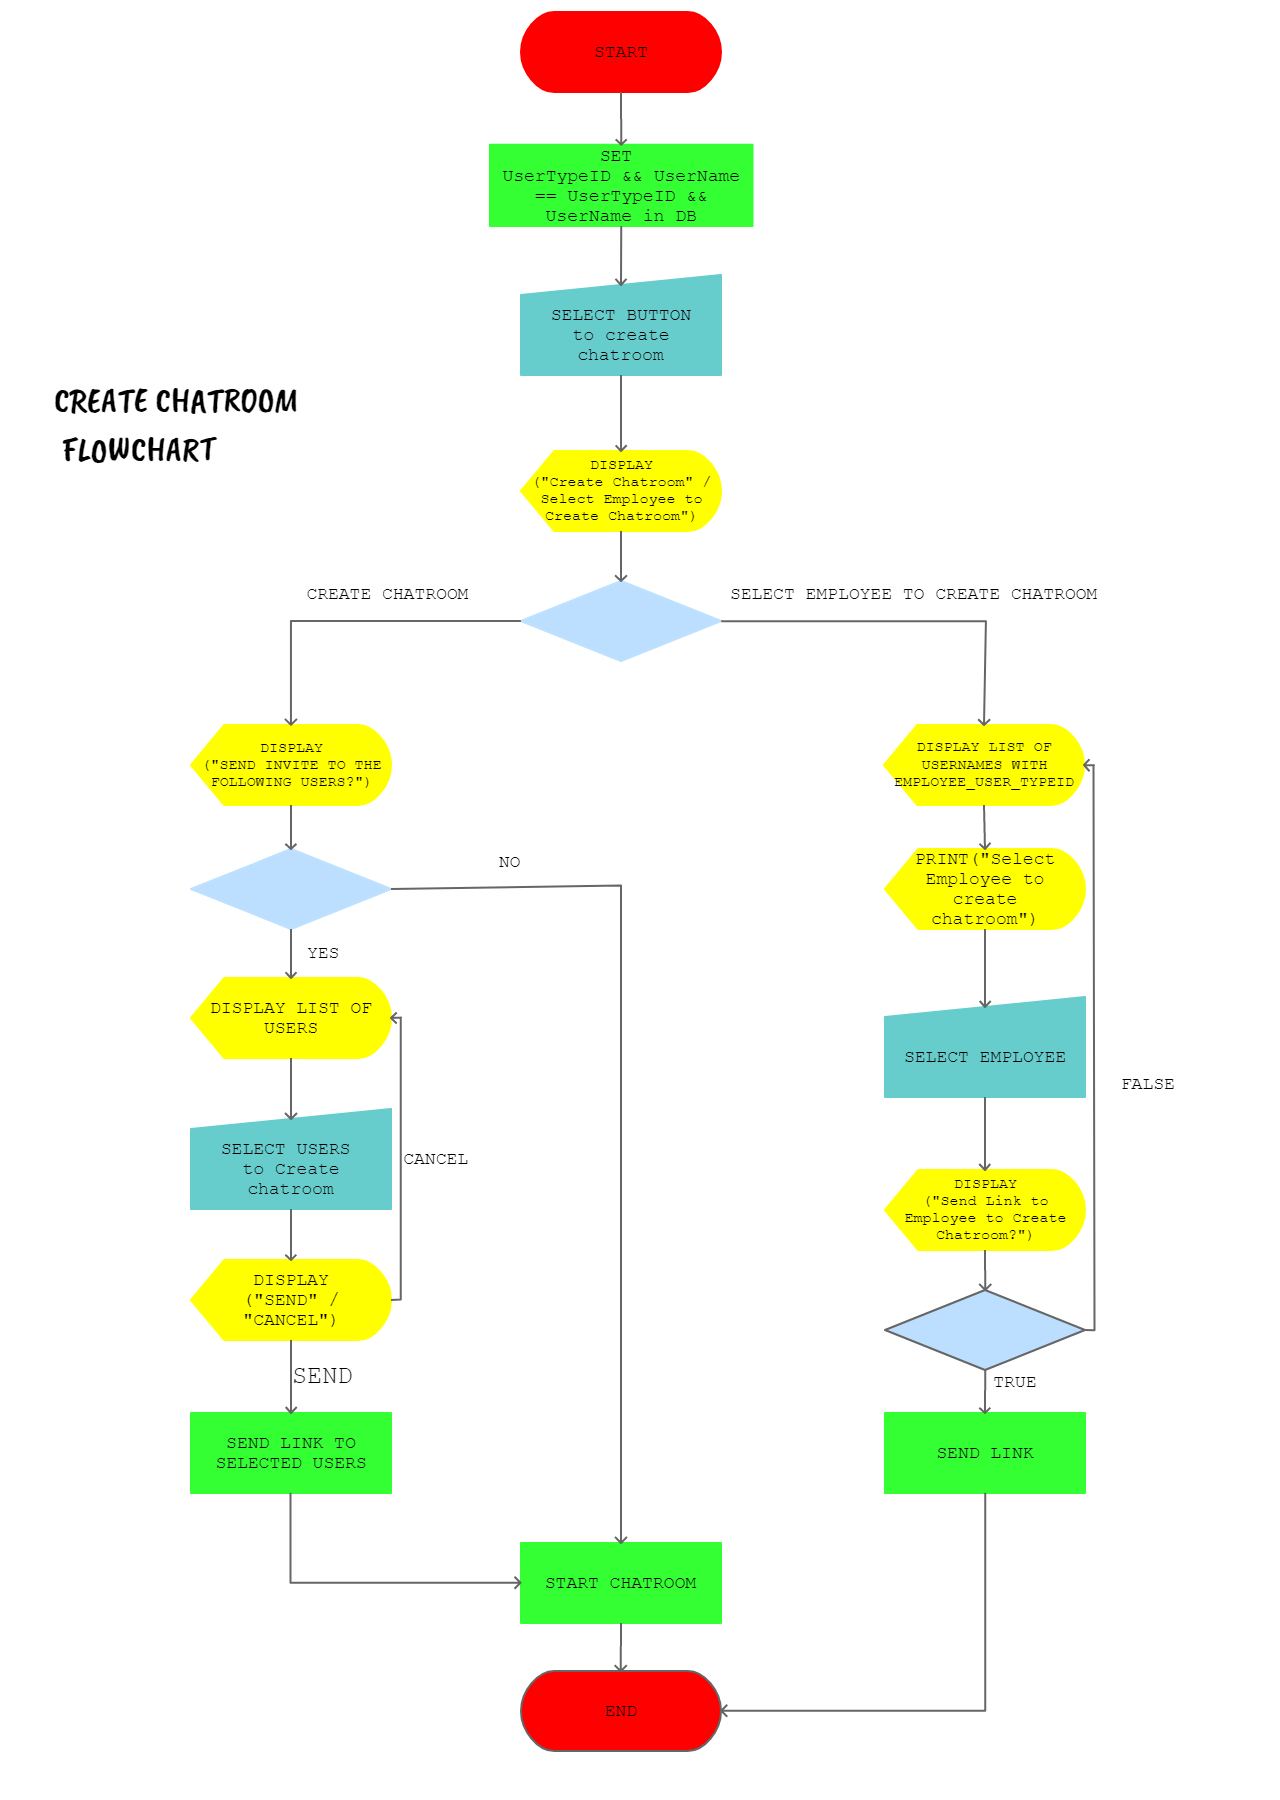 START
SET
UserTypeID && UserName
== UserTypeID &&
UserName in DB
SELECT BUTTON
to create
chatroom
CREATE CHATROOM
FLOWCHART
DISPLAY
("Create Chatroom" /
Select Employee to
Create Chatroom")
CREATE CHATROOM
SELECT EMPLOYEE TO CREATE CHATROOM
DISPLAY
("SEND INVITE TO THE
FOLLOWING USERS?")
NO
YES
DISPLAY LIST OF
USERS
SELECT USERS
to Create
chatroom
CANCEL
DISPLAY
("SEND" /
"CANCEL")
SEND
SEND LINK TO
SELECTED USERS
DISPLAY LIST OF
USERNAMES WITH
EMPLOYEE_USER_TYPEID
PRINT("Select
Employee to
create
chatroom")
SELECT EMPLOYEE
FALSE
DISPLAY
("Send Link to
Employee to Create
Chatroom?")
TRUE
SEND LINK
START CHATROOM
END